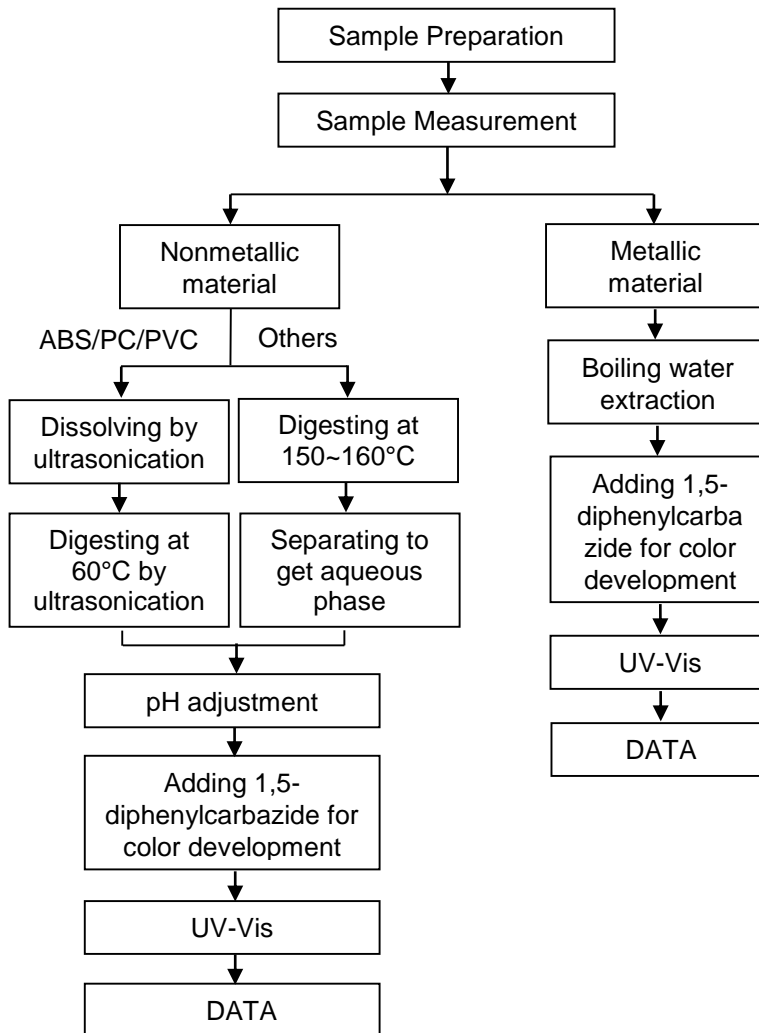 Sample Preparation
Sample Measurement
Nonmetallic
material
Metallic
material
ABS/PC/PVC
Others
Boiling water
extraction
Dissolving by
ultrasonication
Digesting at
150~160°C
Adding 1,5-
diphenylcarba
zide for color
development
Digesting at
60°C by
ultrasonication
Separating to
get aqueous
phase
UV-Vis
pH adjustment
DATA
Adding 1,5-
diphenylcarbazide for
color development
UV-Vis
DATA